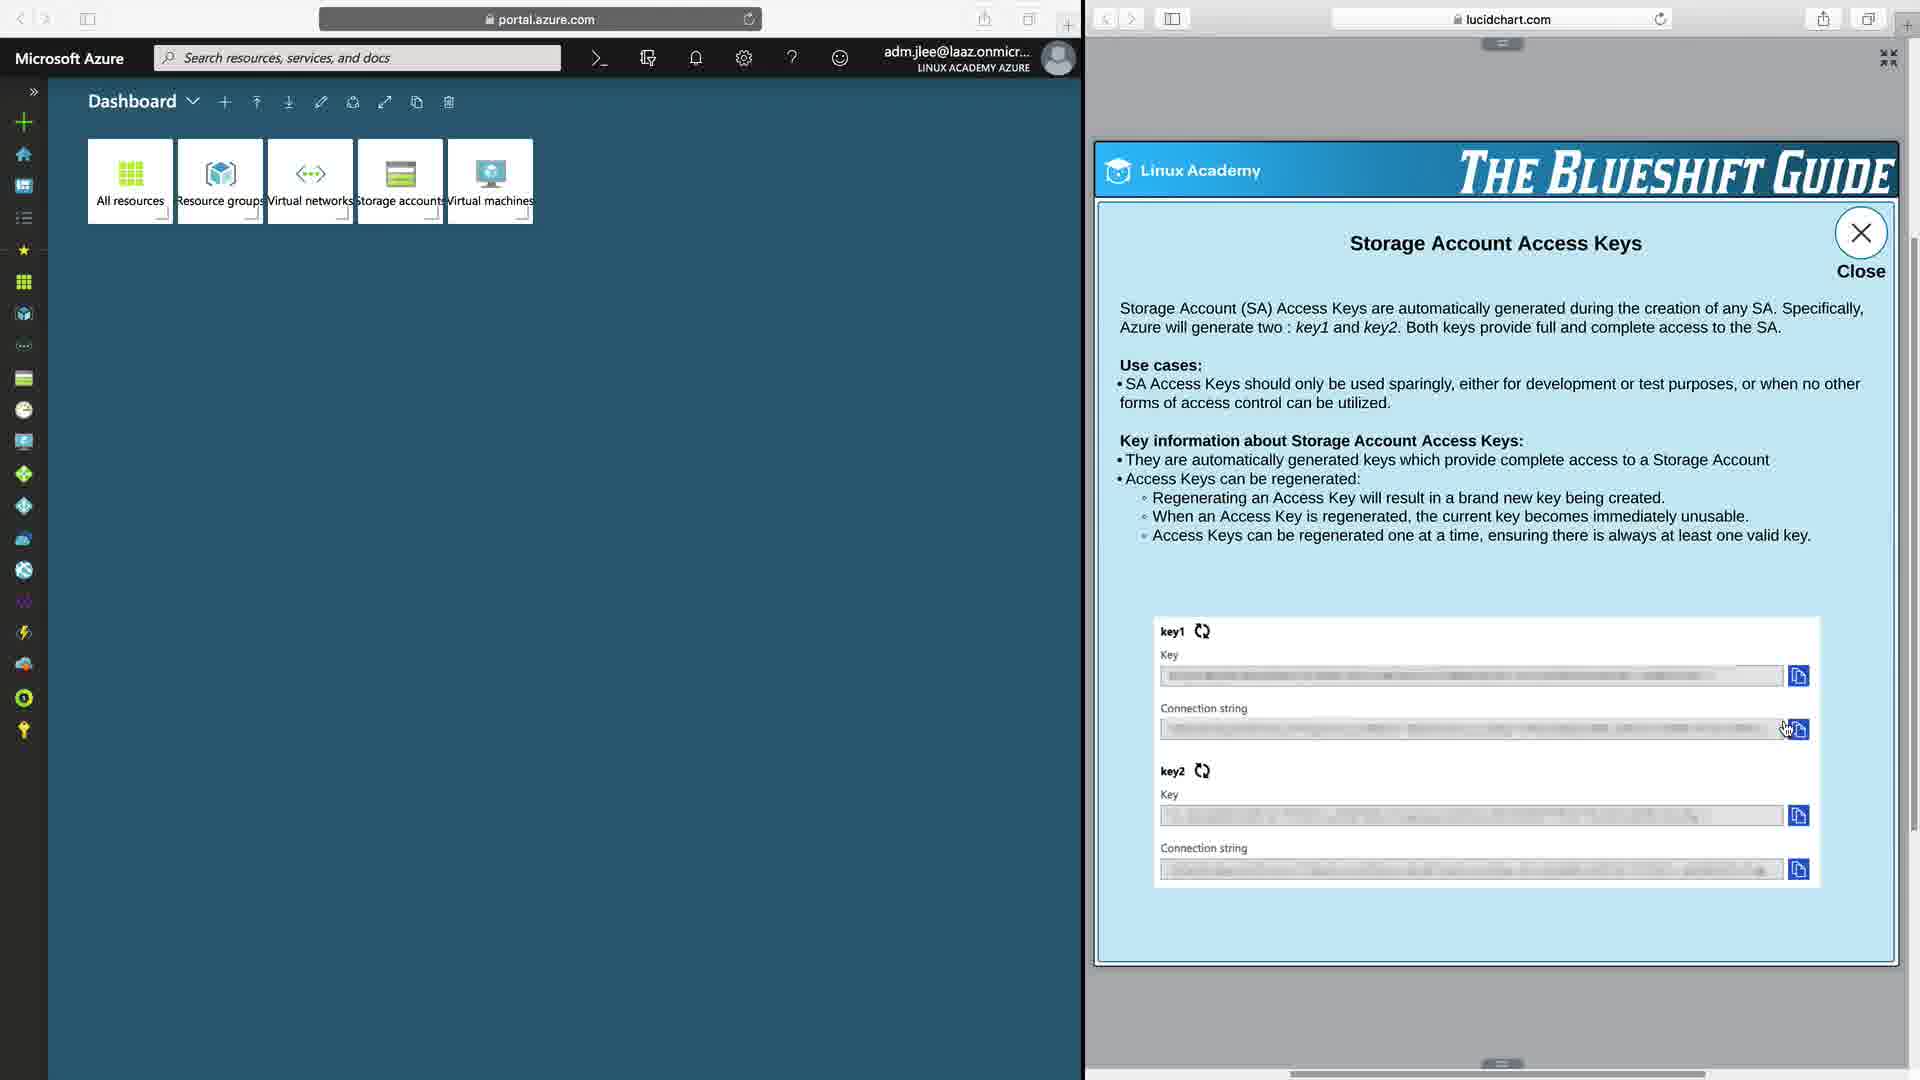 portal.azure.com
Microsoft Azure
Search resources, services, and docs
adm.jlee@laaz.onmicr...
LINUX ACADEMY AZURE
Dashboard
All resources
Resource groups
Virtual networks
Storage accounts
Virtual machines
lucidchart.com
Linux Academy
THE BLUESHIFT GUIDE
Storage Account Access Keys
Close
Storage Account (SA) Access Keys are automatically generated during the creation of any SA. Specifically,
Azure will generate two : key1 and key2. Both keys provide full and complete access to the SA.
Use cases:
• SA Access Keys should only be used sparingly, either for development or test purposes, or when no other
forms of access control can be utilized.
Key information about Storage Account Access Keys:
• They are automatically generated keys which provide complete access to a Storage Account
• Access Keys can be regenerated:
◦ Regenerating an Access Key will result in a brand new key being created.
◦ When an Access Key is regenerated, the current key becomes immediately unusable.
◦ Access Keys can be regenerated one at a time, ensuring there is always at least one valid key.
key1
Key
Connection string
key2
Key
Connection string